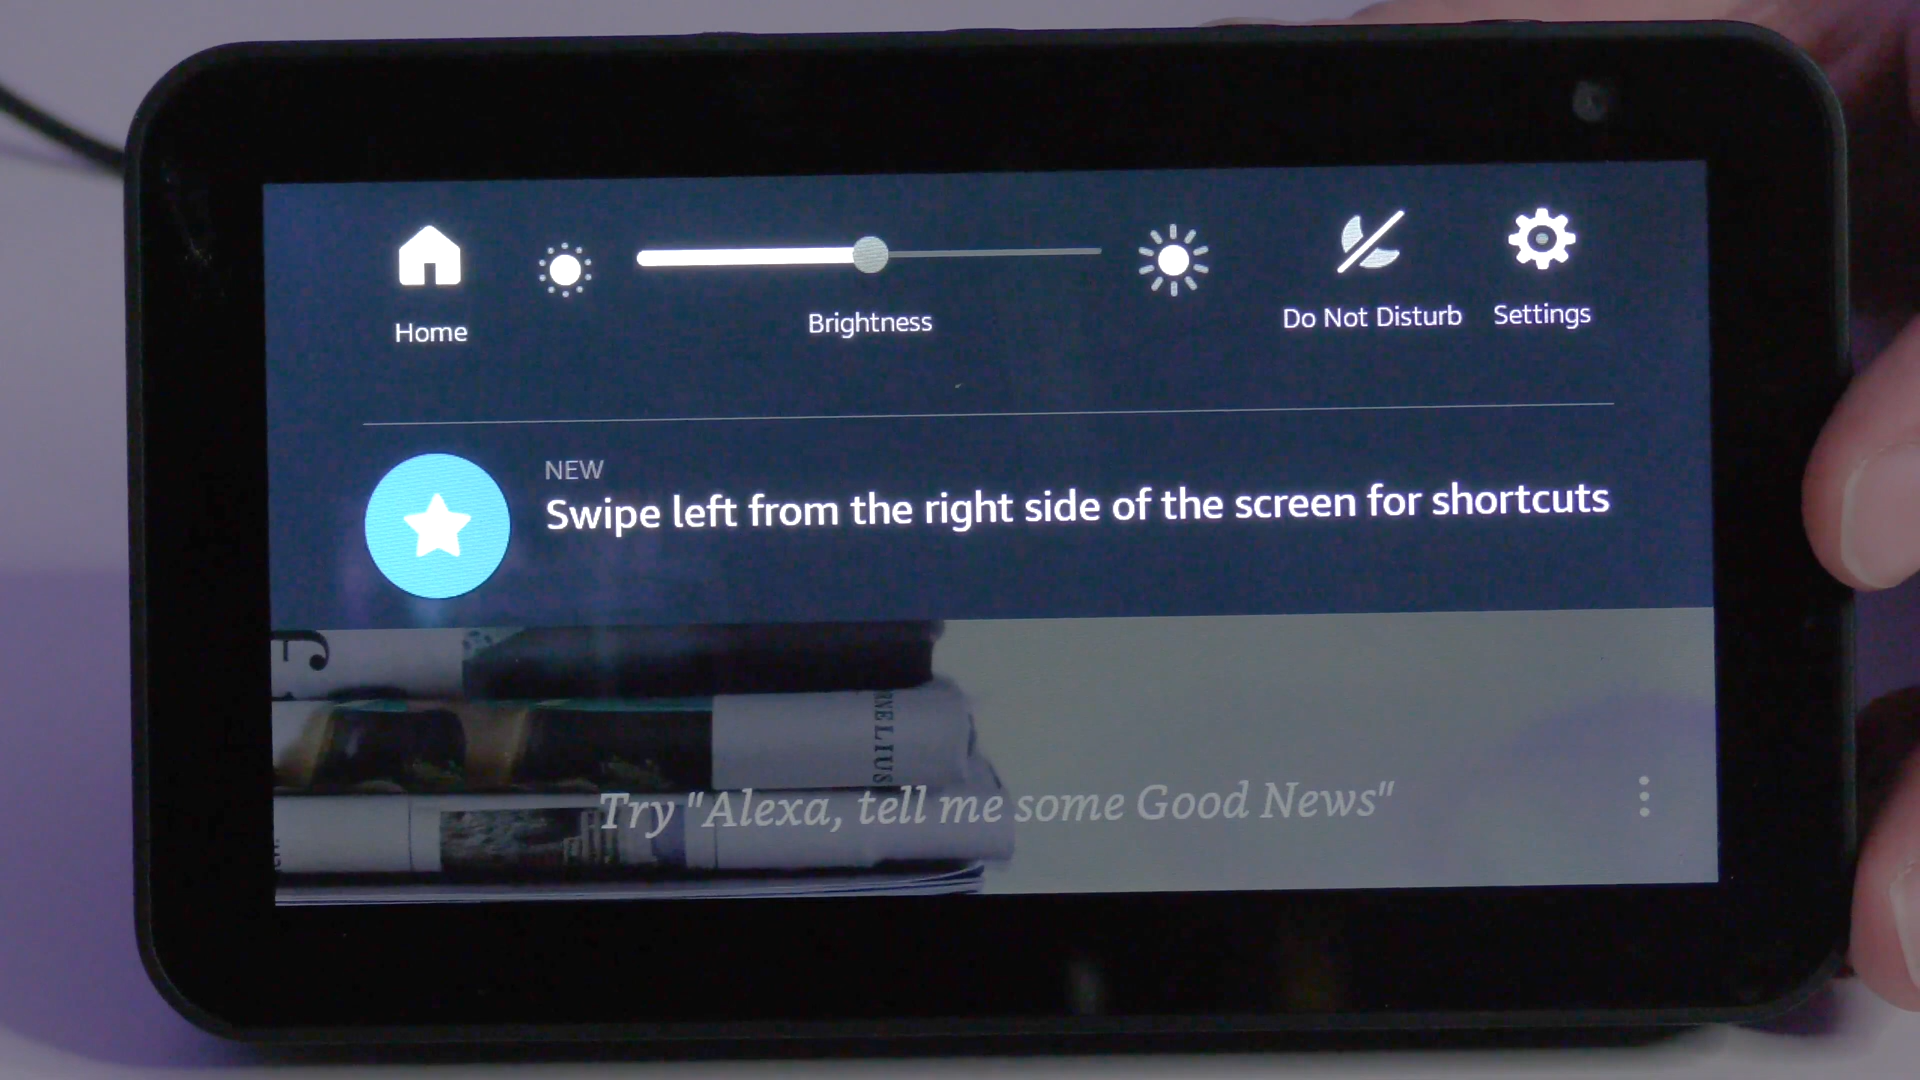 Home
Brightness
Do Not Disturb
Settings
NEW
Swipe left from the right side of the screen for shortcuts
RNELIUS
Try "Alexa, tell me some Good News"